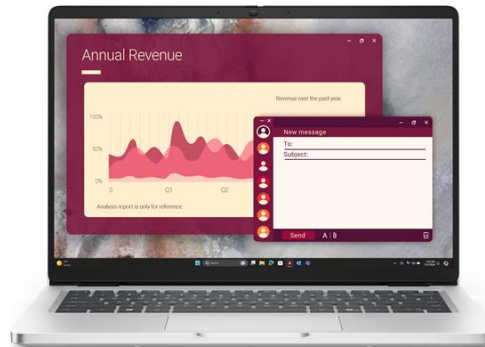 Annual Revenue
Revenue over the past year.
100%
50%
0%
0
Q1
Q2
Analysis report is only for reference.
New message
To:
Subject:
Send
A
B
Search